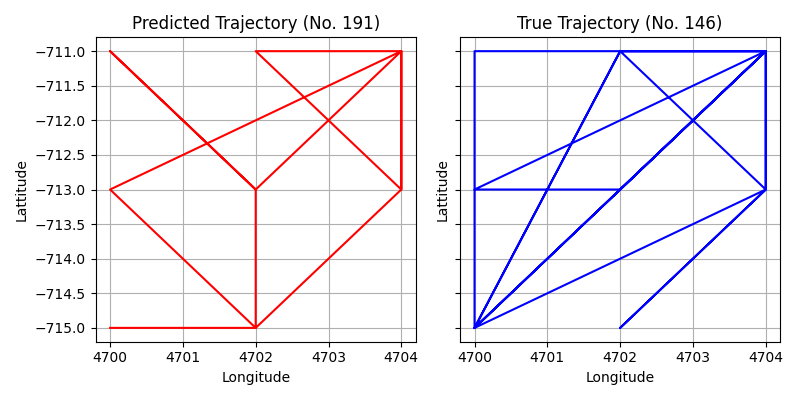 Predicted Trajectory (No. 191)
True Trajectory (No. 146)
−711.0
−711.5
−712.0
−712.5
−713.0
−713.5
−714.0
−714.5
−715.0
Lattitude
Lattitude
4700 4701 4702 4703 4704
4700 4701 4702 4703 4704
Longitude
Longitude